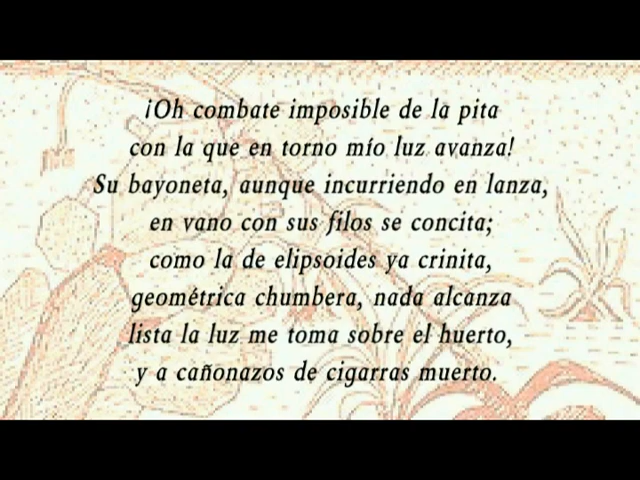 ¡Oh combate imposible de la pita
con la que en torno mío luz avanza!
Su bayoneta, aunque incurriendo en lanza,
en vano con sus filos se concita;
como la de elipsoides ya crinita,
geométrica chumbera, nada alcanza
lista la luz me toma sobre el huerto,
y a cañonazos de cigarras muerto.